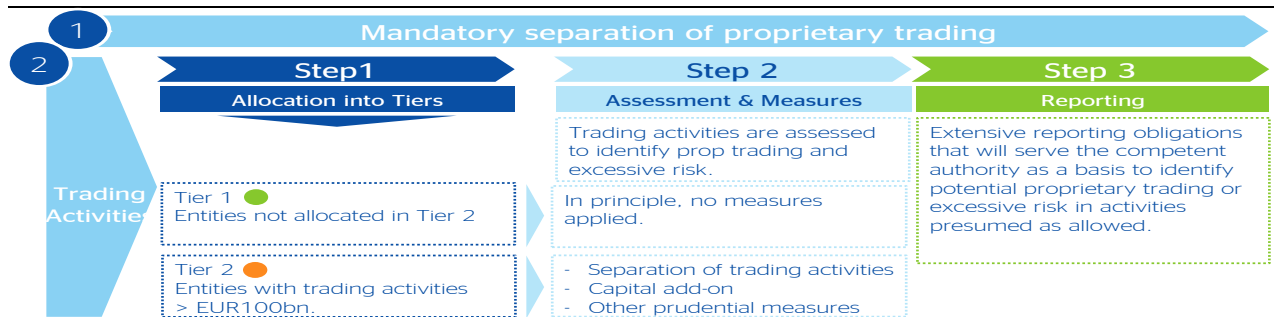 1
Mandatory separation of proprietary trading
2
Trading
Activities
Step1
Allocation into Tiers
Tier 1
Entities not allocated in Tier 2
Tier 2
Entities with trading activities
> EUR100bn.
Step 2
Assessment & Measures
Trading activities are assessed
to identify prop trading and
excessive risk.
In principle, no measures
applied.
- Separation of trading activities
- Capital add-on
- Other prudential measures
Step 3
Reporting
Extensive reporting obligations
that will serve the competent
authority as a basis to identify
potential proprietary trading or
excessive risk in activities
presumed as allowed.